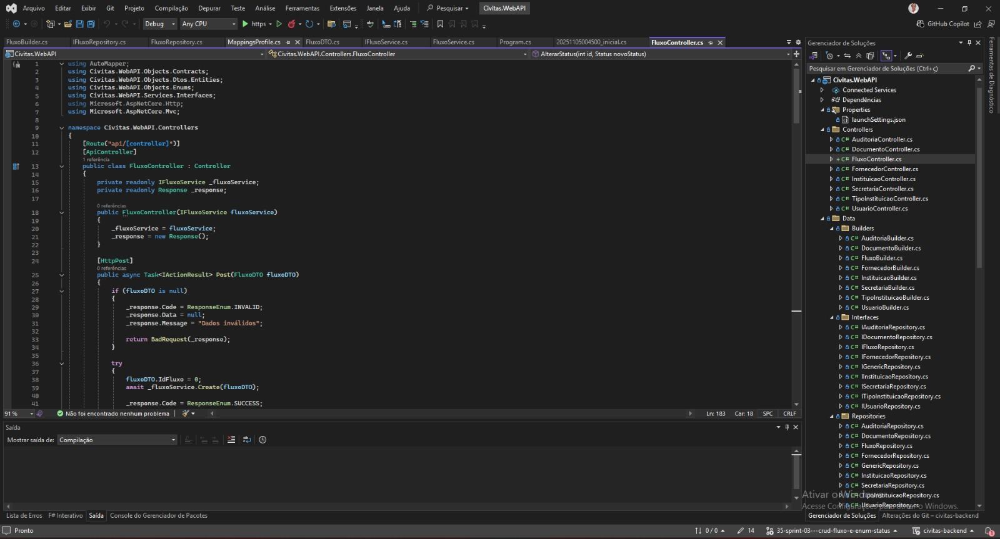 Arquivo Editar Exibir Git Projeto Compilação Depurar Teste Análise Ferramentas Extensões Janela Ajuda Pesquisar Civitas.WebAPI
Debug Any CPU https GitHub Copilot
FluxoBuilder.cs IFluxoRepository.cs FluxoRepository.cs MappingsProfile.cs FluxoDTO.cs IFluxoService.cs FluxoService.cs Program.cs 20251105004500_inicial.cs FluxoController.cs
Civitas.WebAPI Civitas.WebAPI.Controllers.FluxoController AlterarStatus(int id, Status novoStatus)
1 using AutoMapper;
2 using Civitas.WebAPI.Objects.Contracts;
3 using Civitas.WebAPI.Objects.Dtos.Entities;
4 using Civitas.WebAPI.Objects.Enums;
5 using Civitas.WebAPI.Services.Interfaces;
6 using Microsoft.AspNetCore.Http;
7 using Microsoft.AspNetCore.Mvc;
8
9 namespace Civitas.WebAPI.Controllers
10 {
11 [Route("api/[controller]")]
12 [ApiController]
1 referência
13 public class FluxoController : Controller
14 {
15 private readonly IFluxoService _fluxoService;
16 private readonly Response _response;
17
0 referências
18 public FluxoController(IFluxoService fluxoService)
19 {
20 _fluxoService = fluxoService;
21 _response = new Response();
22 }
23
24 [HttpPost]
0 referências
25 public async Task<IActionResult> Post(FluxoDTO fluxoDTO)
26 {
27 if (fluxoDTO is null)
28 {
29 _response.Code = ResponseEnum.INVALID;
30 _response.Data = null;
31 _response.Message = "Dados inválidos";
32
33 return BadRequest(_response);
34 }
35
36 try
37 {
38 fluxoDTO.IdFluxo = 0;
39 await _fluxoService.Create(fluxoDTO);
40
41 _response.Code = ResponseEnum.SUCCESS;
91 % Não foi encontrado nenhum problema Ln: 183 Car: 18 SPC CRLF
Saída
Mostrar saída de: Compilação
Lista de Erros F# Interativo Saída Console do Gerenciador de Pacotes
Gerenciador de Soluções
Pesquisar em Gerenciador de Soluções (Ctrl+ç)
Civitas.WebAPI
Connected Services
Dependências
Properties
launchSettings.json
Controllers
C# AuditoriaController.cs
C# DocumentoController.cs
C# FluxoController.cs
C# FornecedorController.cs
C# InstituicaoController.cs
C# SecretariaController.cs
C# TipoInstituicaoController.cs
C# UsuarioController.cs
Data
Builders
C# AuditoriaBuilder.cs
C# DocumentoBuilder.cs
C# FluxoBuilder.cs
C# FornecedorBuilder.cs
C# InstituicaoBuilder.cs
C# SecretariaBuilder.cs
C# TipoInstituicaoBuilder.cs
C# UsuarioBuilder.cs
Interfaces
C# IAuditoriaRepository.cs
C# IDocumentoRepository.cs
C# IFluxoRepository.cs
C# IFornecedorRepository.cs
C# IGenericRepository.cs
C# IInstituicaoRepository.cs
C# ISecretariaRepository.cs
C# ITipoInstituicaoRepository.cs
C# IUsuarioRepository.cs
Repositories
C# AuditoriaRepository.cs
C# DocumentoRepository.cs
C# FluxoRepository.cs
C# FornecedorRepository.cs
C# GenericRepository.cs
C# InstituicaoRepository.cs
C# SecretariaRepository.cs
C# TipoInstituicaoRepository.cs
C# UsuarioRepository.cs
Ativar o Windows
Acesse Configurações para ativar o Windows.
Gerenciador de Soluções Alterações do Git – civitas-backend
Ferramentas de Diagnóstico
Pronto 0 / 0 14 35-sprint-03---crud-fluxo-e-enum-status civitas-backend 1